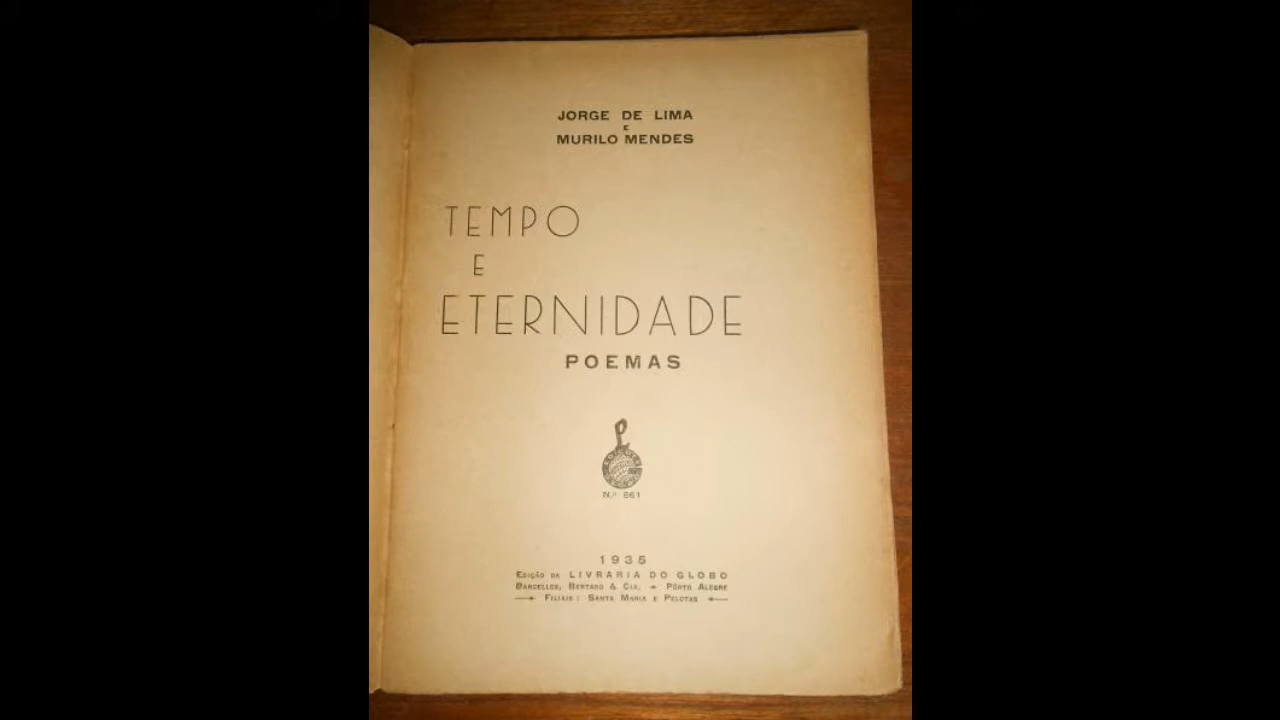 JORGE DE LIMA
E
MURILO MENDES
TEMPO
E
ETERNIDADE
POEMAS
N.º 661
1935
EDIÇÃO DA LIVRARIA DO GLOBO
BARCELLOS, BERTASO & CIA. - PÔRTO ALEGRE
FILIAIS: SANTA MARIA E PELOTAS